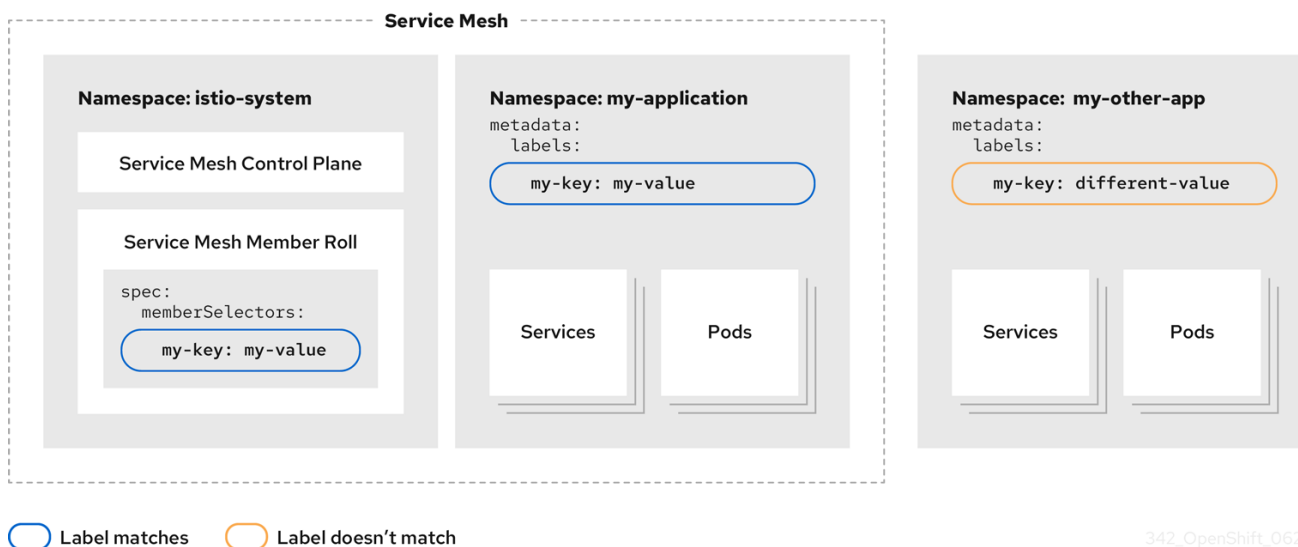 Service Mesh
Namespace: istio-system
Service Mesh Control Plane
Service Mesh Member Roll
spec:
memberSelectors:
my-key: my-value
Namespace: my-application
metadata:
labels:
my-key: my-value
Services
Pods
Namespace: my-other-app
metadata:
labels:
my-key: different-value
Services
Pods
Label matches
Label doesn’t match
342_OpenShift_062